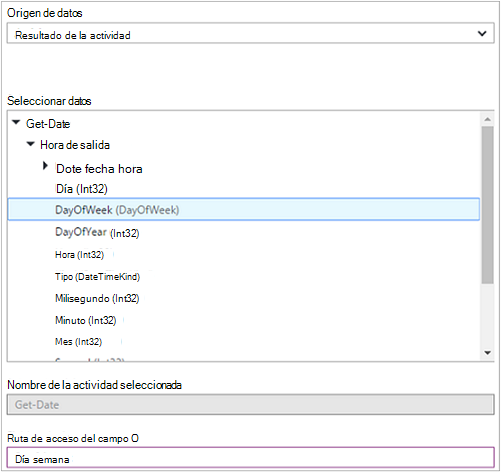 Origen de datos
Resultado de la actividad
Seleccionar datos
Get-Date
Hora de salida
Dote fecha hora
Día (Int32)
DayOfWeek (DayOfWeek)
DayOfYear (Int32)
Hora (Int32)
Tipo (DateTimeKind)
Milisegundo (Int32)
Minuto (Int32)
Mes (Int32)
Nombre de la actividad seleccionada
Get-Date
Ruta de acceso del campo O
Día semana